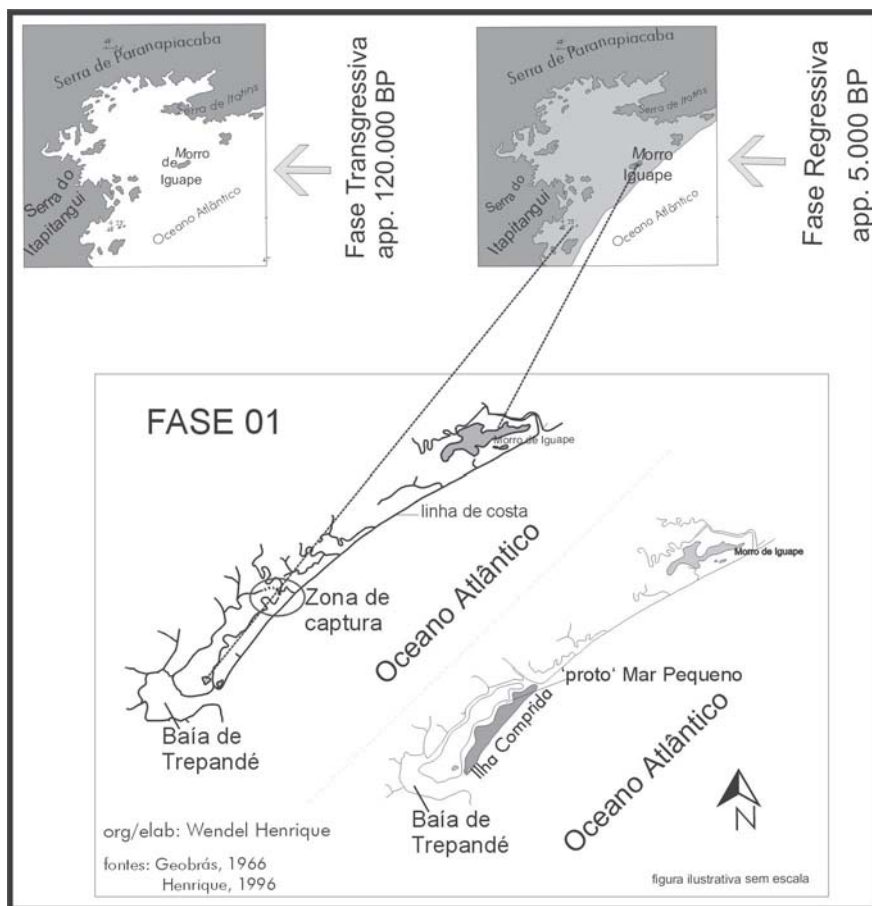 Serra de Paranapiacaba
Serra de Itatins
Morro
de
Iguape
Serra do
Itapitangui
Oceano Atlântico
Fase Transgressiva
app. 120.000 BP
Serra de Paranapiacaba
Serra de Itatins
Morro
de
Iguape
Serra do
Itapitangui
Oceano Atlântico
Fase Regressiva
app. 5.000 BP
FASE 01
Morro de Iguape
linha de costa
Zona de
captura
Oceano Atlântico
Baía de
Trepandé
Morro de Iguape
'proto' Mar Pequeno
Ilha Comprida
Oceano Atlântico
Baía de
Trepandé
N
org/elab: Wendel Henrique
fontes: Geobrás, 1966
Henrique, 1996
figura ilustrativa sem escala